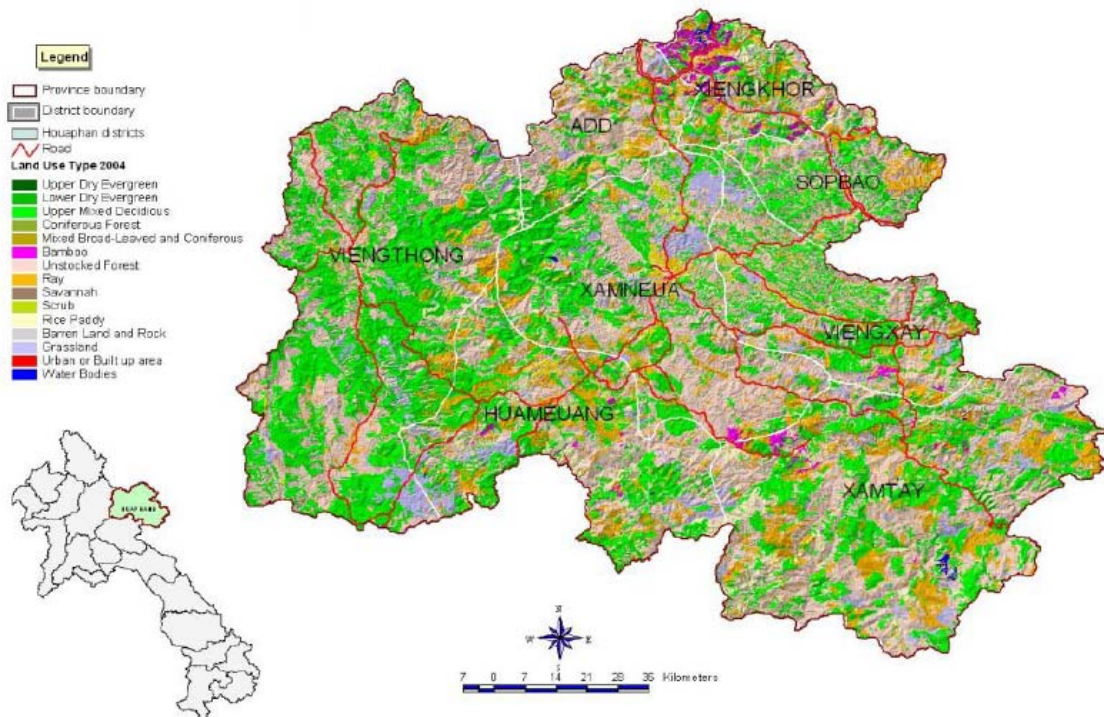 Legend
Province boundary
District boundary
Houaphan districts
Road
Land Use Type 2004
Upper Dry Evergreen
Lower Dry Evergreen
Upper Mixed Decidious
Coniferous Forest
Mixed Broad-Leaved and Coniferous
Bamboo
Unstocked Forest
Ray
Savannah
Scrub
Rice Paddy
Barren Land and Rock
Grassland
Urban or Built up area
Water Bodies
XIENGKHOR
ADD
SOPBAO
VIENGTHONG
XAMNEUA
VIENGXAY
HUAMEUANG
XAMTAY
N
W
E
S
7 0 7 14 21 28 35 Kilometers